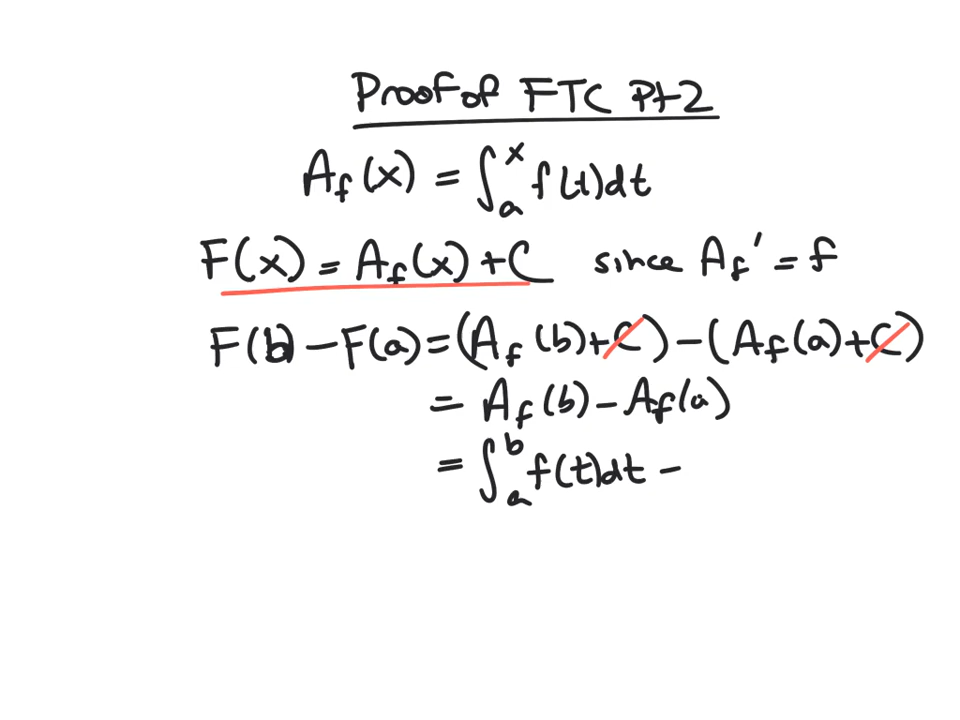 Proof of FTC Pt2
A_f(x) = ∫_a^x f(t)dt
F(x) = A_f(x) + C since A_f' = f
F(b) − F(a) = (A_f(b) + C) − (A_f(a) + C)
= A_f(b) − A_f(a)
= ∫_a^b f(t)dt −